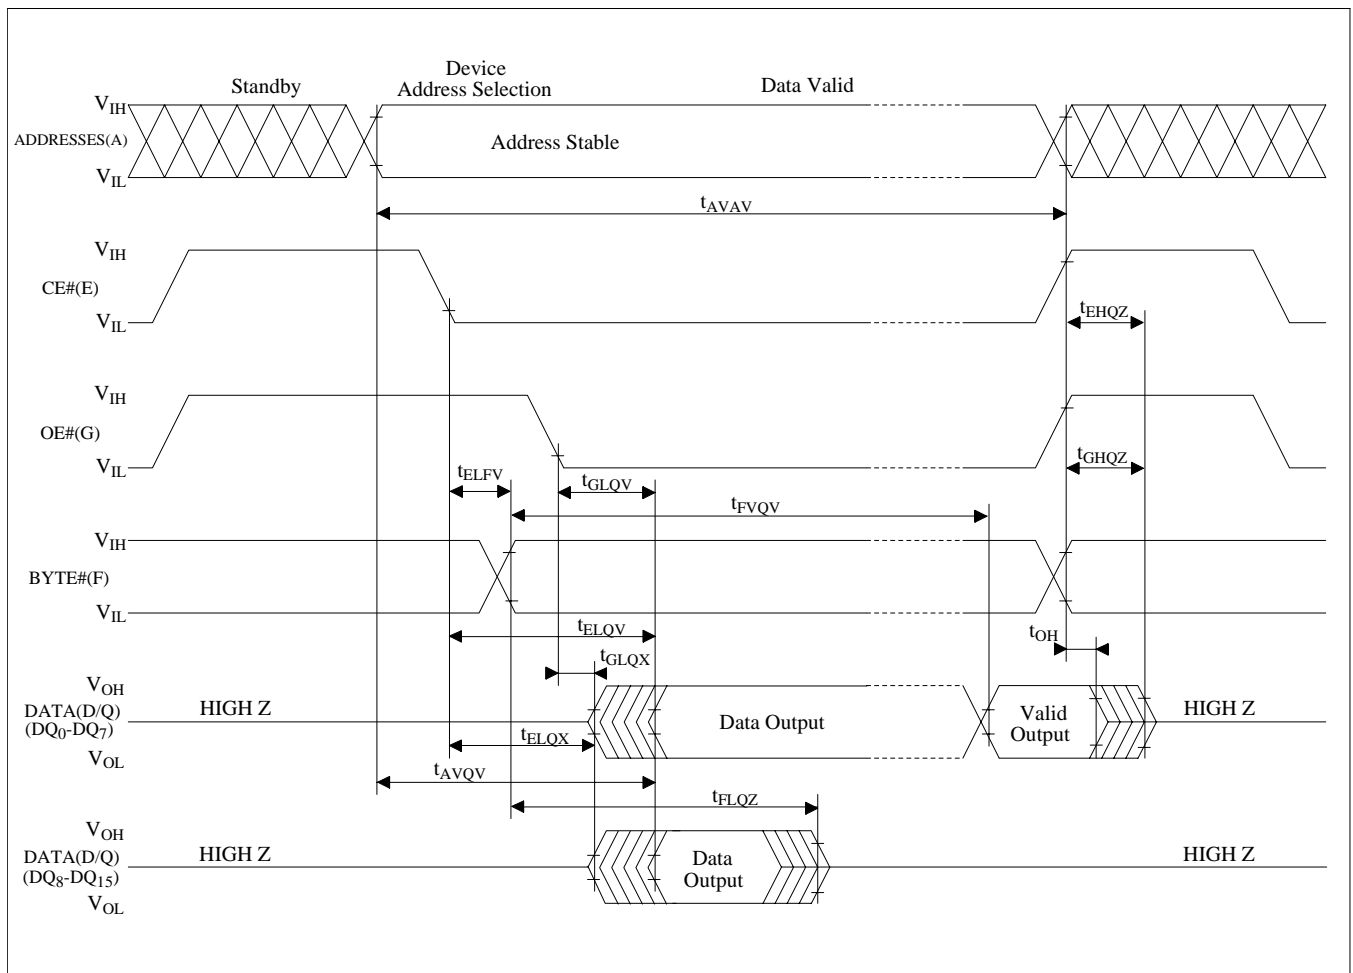 Standby
Device
Address Selection
Data Valid
VIH
ADDRESSES(A)
Address Stable
VIL
tAVAV
VIH
CE#(E)
VIL
tEHQZ
VIH
OE#(G)
VIL
tGHQZ
tELFV
tGLQV
tFVQV
VIH
BYTE#(F)
VIL
tELQV
tOH
tGLQX
VOH
DATA(D/Q)
(DQ0-DQ7)
VOL
HIGH Z
Data Output
Valid
Output
HIGH Z
tELQX
tAVQV
tFLQZ
VOH
DATA(D/Q)
(DQ8-DQ15)
VOL
HIGH Z
Data
Output
HIGH Z